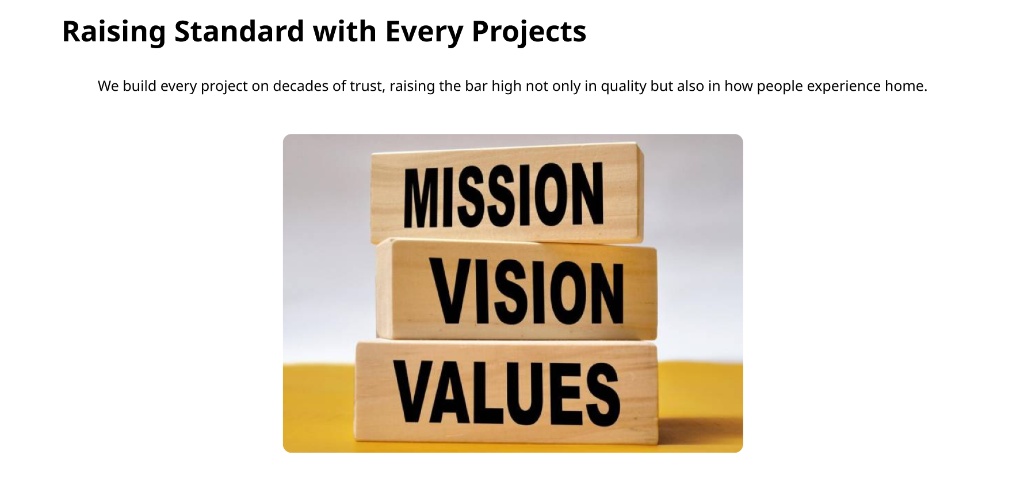 Raising Standard with Every Projects
We build every project on decades of trust, raising the bar high not only in quality but also in how people experience home.
MISSION
VISION
VALUES